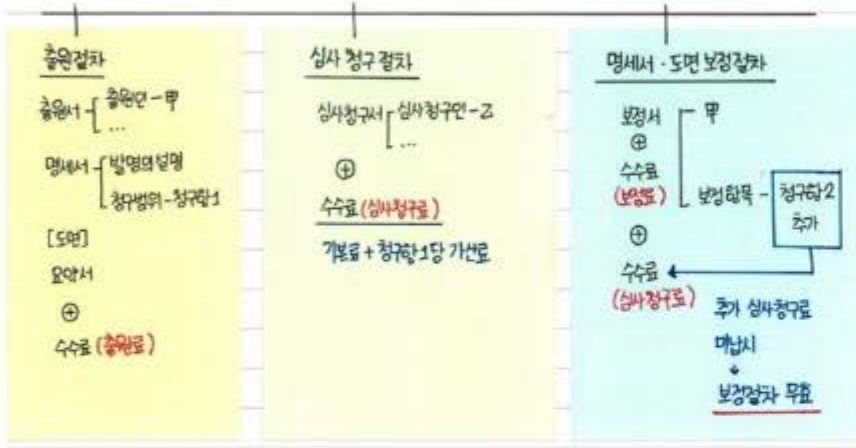 출원절차
출원서 - 출원인 - 甲
...
명세서 - 발명의 설명
청구범위 - 청구항1
[도면]
요약서
⊕
수수료 (출원료)
심사 청구 절차
심사청구서 - 심사청구인 - 乙
...
⊕
수수료 (심사청구료)
기본료 + 청구항 1당 가산료
명세서 · 도면 보정절차
보정서 - 甲
⊕
수수료
(보정료)
보정항목 - 청구항2
추가
⊕
수수료
(심사청구료)
추가 심사청구료
미납시
보정절차 무효